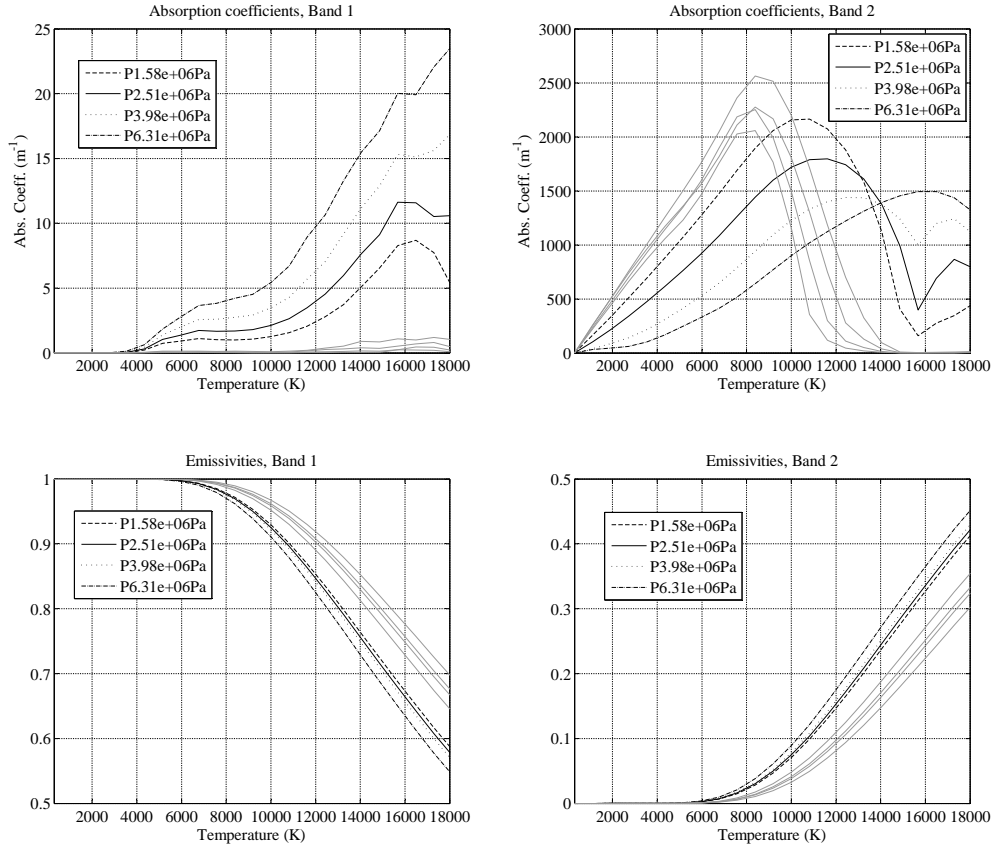 Absorption coefficients, Band 1
25
20
15
10
5
0
Abs. Coeff. (m-1)
P1.58e+06Pa
P2.51e+06Pa
P3.98e+06Pa
P6.31e+06Pa
2000 4000 6000 8000 10000 12000 14000 16000 18000
Temperature (K)
Absorption coefficients, Band 2
3000
2500
2000
1500
1000
500
0
Abs. Coeff. (m-1)
P1.58e+06Pa
P2.51e+06Pa
P3.98e+06Pa
P6.31e+06Pa
2000 4000 6000 8000 10000 12000 14000 16000 18000
Temperature (K)
Emissivities, Band 1
1
0.9
0.8
0.7
0.6
0.5
P1.58e+06Pa
P2.51e+06Pa
P3.98e+06Pa
P6.31e+06Pa
2000 4000 6000 8000 10000 12000 14000 16000 18000
Temperature (K)
Emissivities, Band 2
0.5
0.4
0.3
0.2
0.1
0
P1.58e+06Pa
P2.51e+06Pa
P3.98e+06Pa
P6.31e+06Pa
2000 4000 6000 8000 10000 12000 14000 16000 18000
Temperature (K)